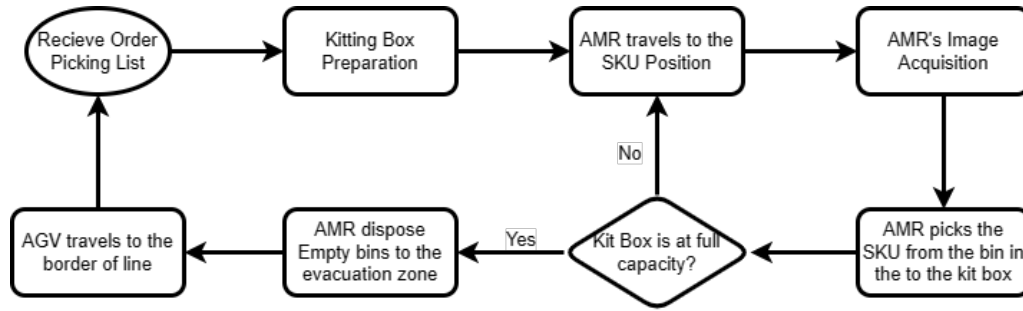 Recieve Order
Picking List
Kitting Box
Preparation
AMR travels to the
SKU Position
AMR's Image
Acquisition
AMR picks the
SKU from the bin in
the to the kit box
Kit Box is at full
capacity?
No
Yes
AMR dispose
Empty bins to the
evacuation zone
AGV travels to the
border of line